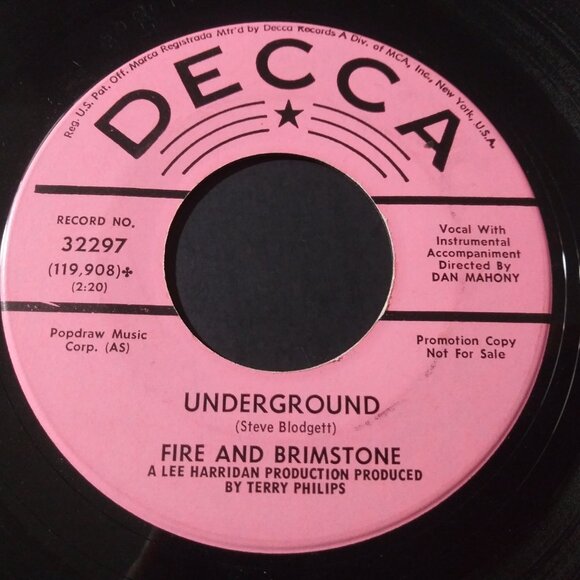 Reg. U.S. Pat. Off. Marca Registrada Mfr'd by Decca Records A Div. of MCA, Inc., New York, U.S.A.
DECCA
RECORD NO.
32297
(119,908)✤
(2:20)
Vocal With
Instrumental
Accompaniment
Directed By
DAN MAHONY
Popdraw Music
Corp. (AS)
Promotion Copy
Not For Sale
UNDERGROUND
(Steve Blodgett)
FIRE AND BRIMSTONE
A LEE HARRIDAN PRODUCTION PRODUCED
BY TERRY PHILIPS